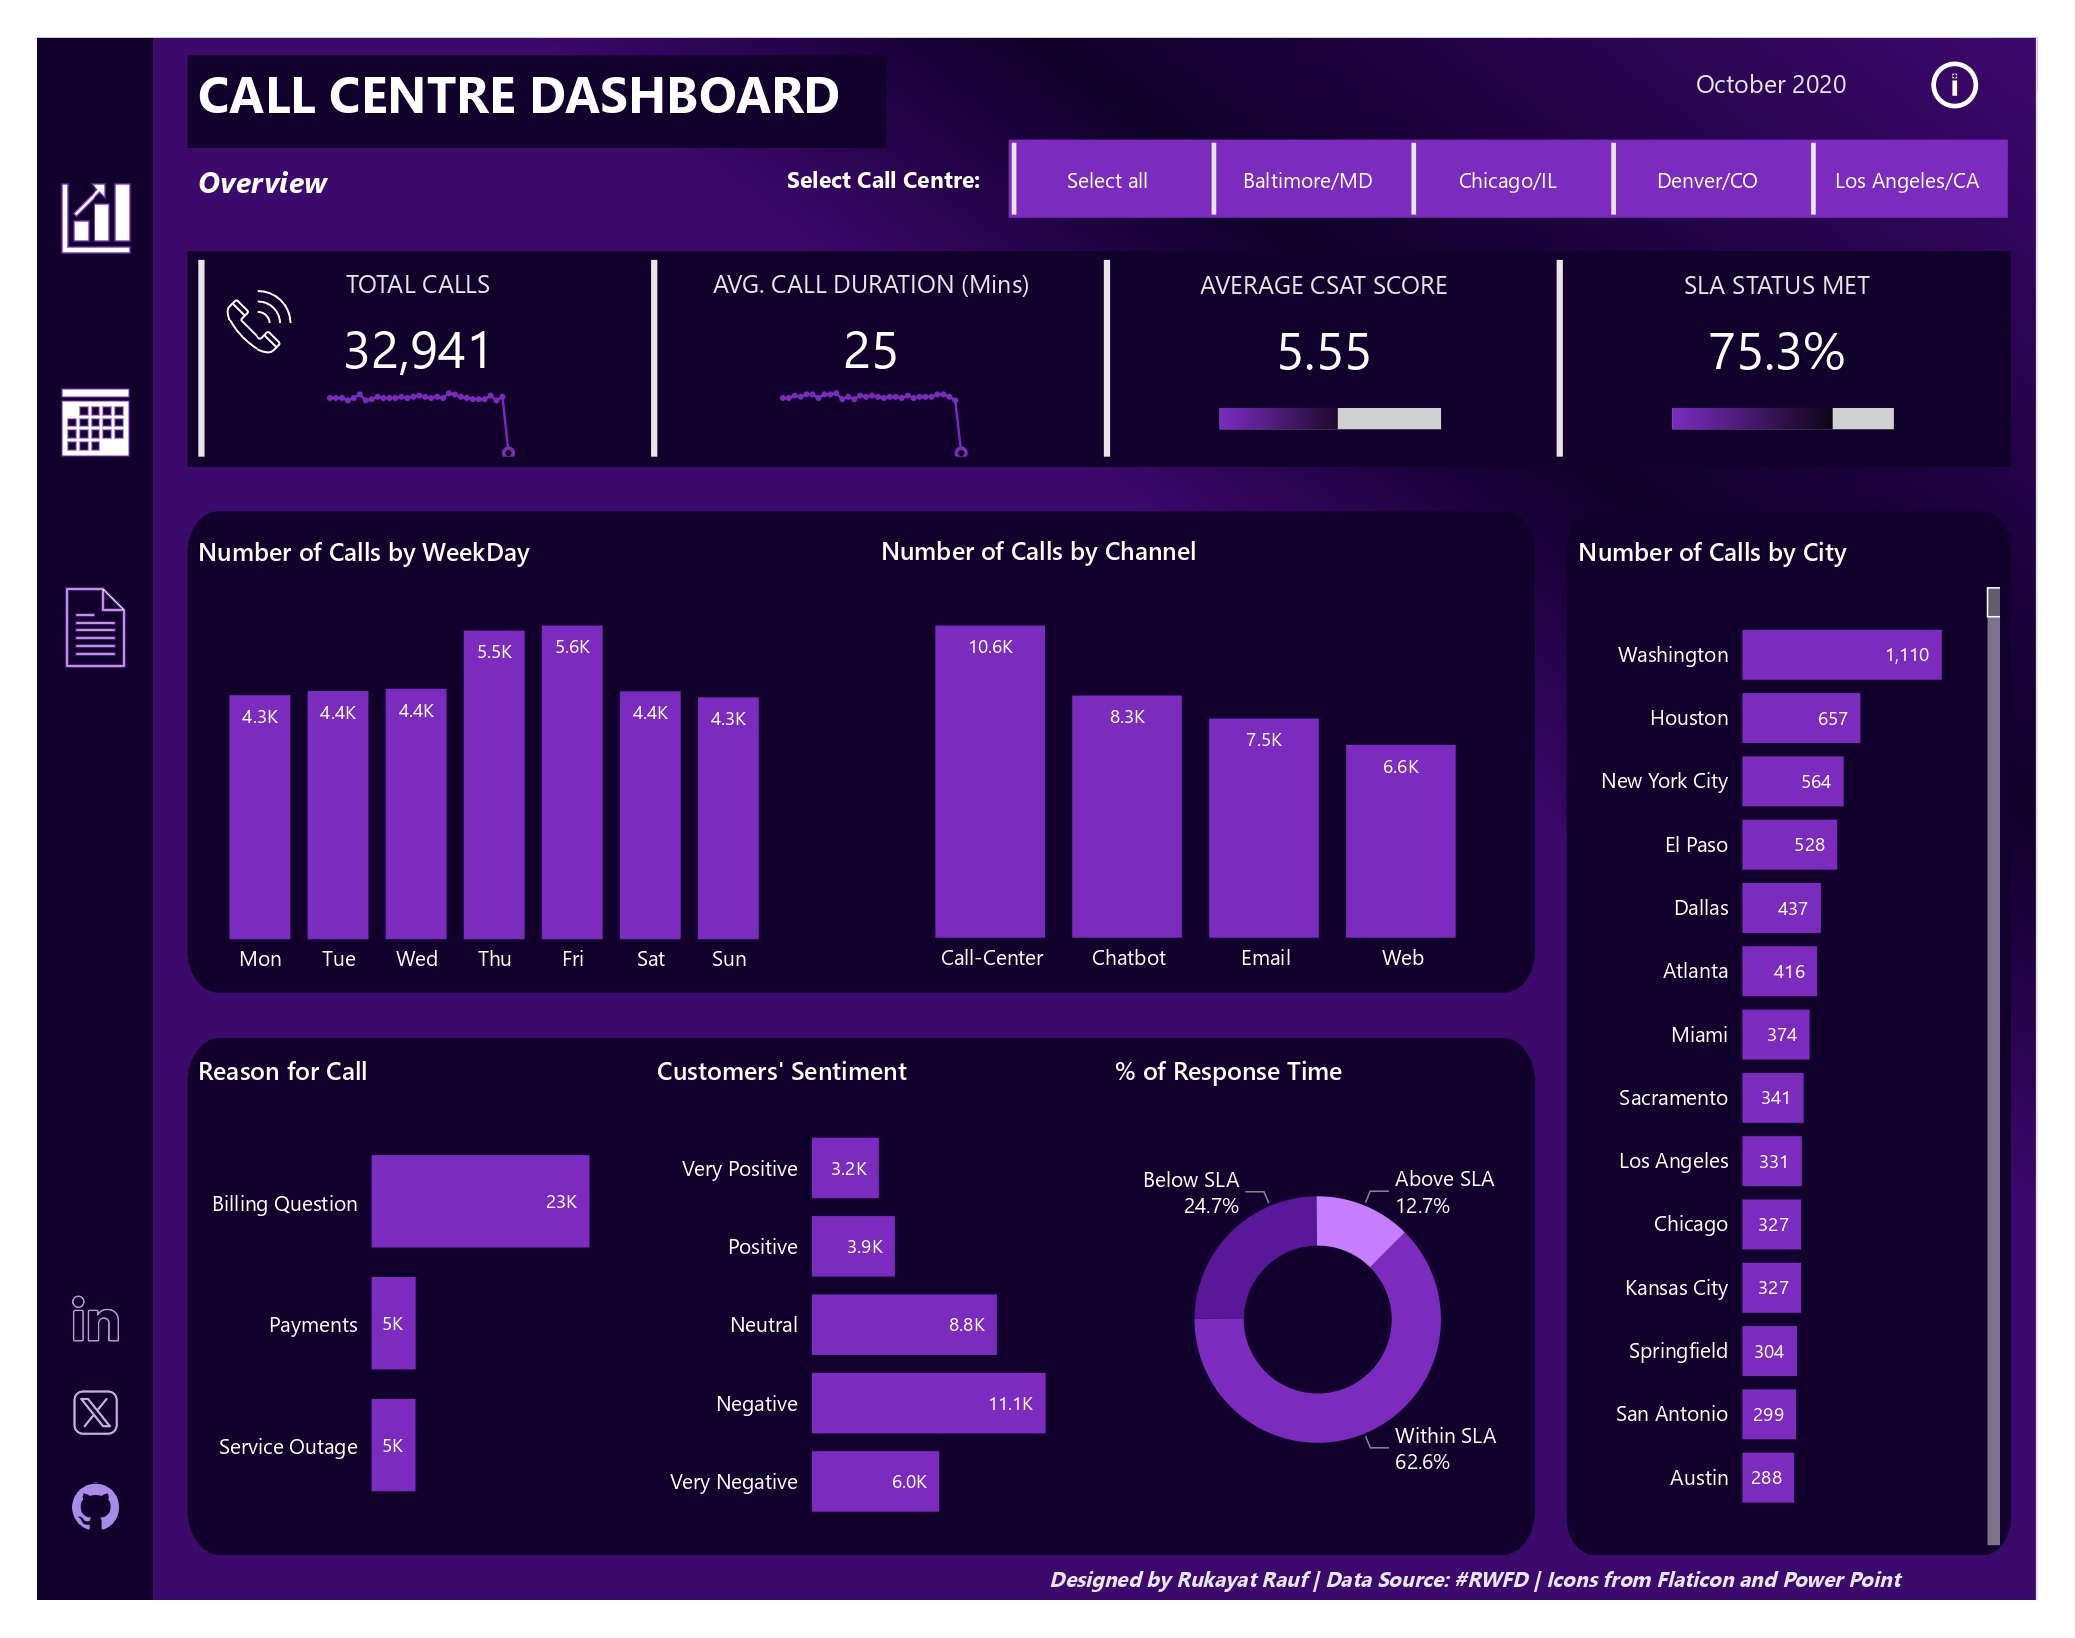 CALL CENTRE DASHBOARD
October 2020
Overview
Select Call Centre:
Select all
Baltimore/MD
Chicago/IL
Denver/CO
Los Angeles/CA
TOTAL CALLS
32,941
AVG. CALL DURATION (Mins)
25
AVERAGE CSAT SCORE
5.55
SLA STATUS MET
75.3%
Number of Calls by WeekDay
4.3K
4.4K
4.4K
5.5K
5.6K
4.4K
4.3K
Mon
Tue
Wed
Thu
Fri
Sat
Sun
Number of Calls by Channel
10.6K
8.3K
7.5K
6.6K
Call-Center
Chatbot
Email
Web
Number of Calls by City
Washington 1,110
Houston 657
New York City 564
El Paso 528
Dallas 437
Atlanta 416
Miami 374
Sacramento 341
Los Angeles 331
Chicago 327
Kansas City 327
Springfield 304
San Antonio 299
Austin 288
Reason for Call
Billing Question 23K
Payments 5K
Service Outage 5K
Customers' Sentiment
Very Positive 3.2K
Positive 3.9K
Neutral 8.8K
Negative 11.1K
Very Negative 6.0K
% of Response Time
Below SLA
24.7%
Above SLA
12.7%
Within SLA
62.6%
in
X
Designed by Rukayat Rauf | Data Source: #RWFD | Icons from Flaticon and Power Point